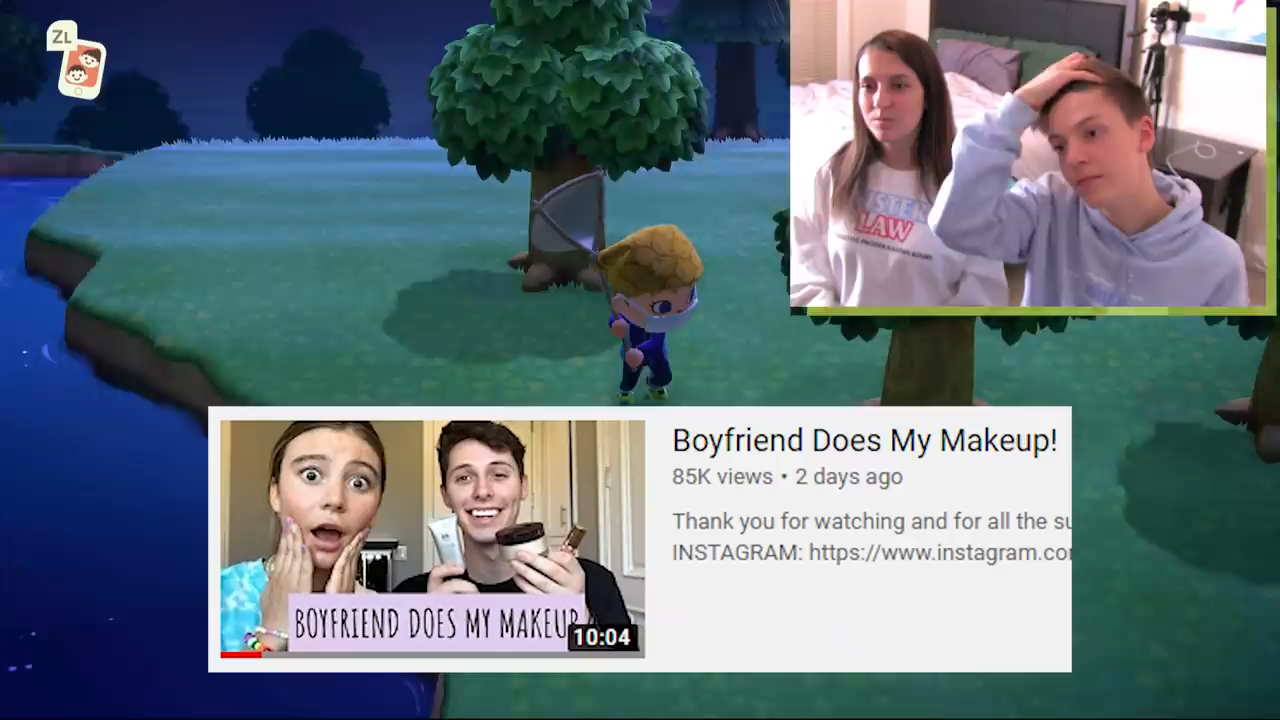 ZL
LAW
Boyfriend Does My Makeup!
85K views • 2 days ago
Thank you for watching and for all the su
INSTAGRAM: https://www.instagram.co
BOYFRIEND DOES MY MAKEUP
10:04